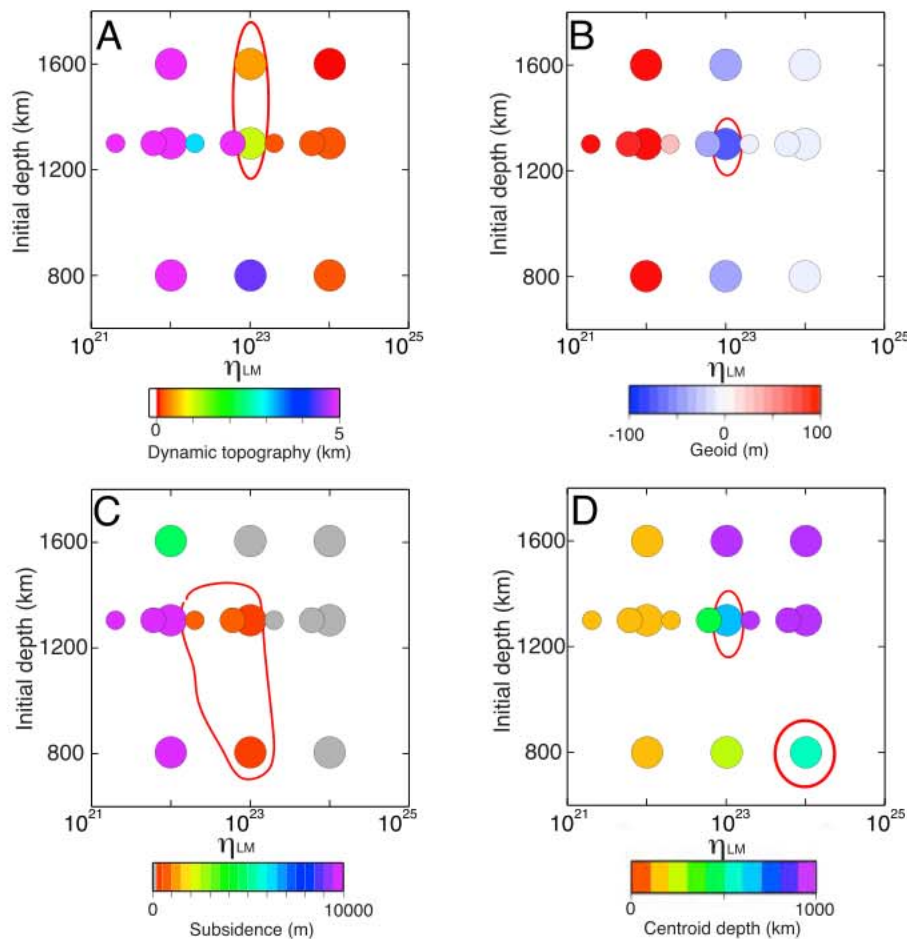 A
B
Initial depth (km)
1600
1200
800
10^21
10^23
10^25
η_LM
0
5
Dynamic topography (km)
Initial depth (km)
1600
1200
800
10^21
10^23
10^25
η_LM
-100
0
100
Geoid (m)
C
D
Initial depth (km)
1600
1200
800
10^21
10^23
10^25
η_LM
0
10000
Subsidence (m)
Initial depth (km)
1600
1200
800
10^21
10^23
10^25
η_LM
0
1000
Centroid depth (km)